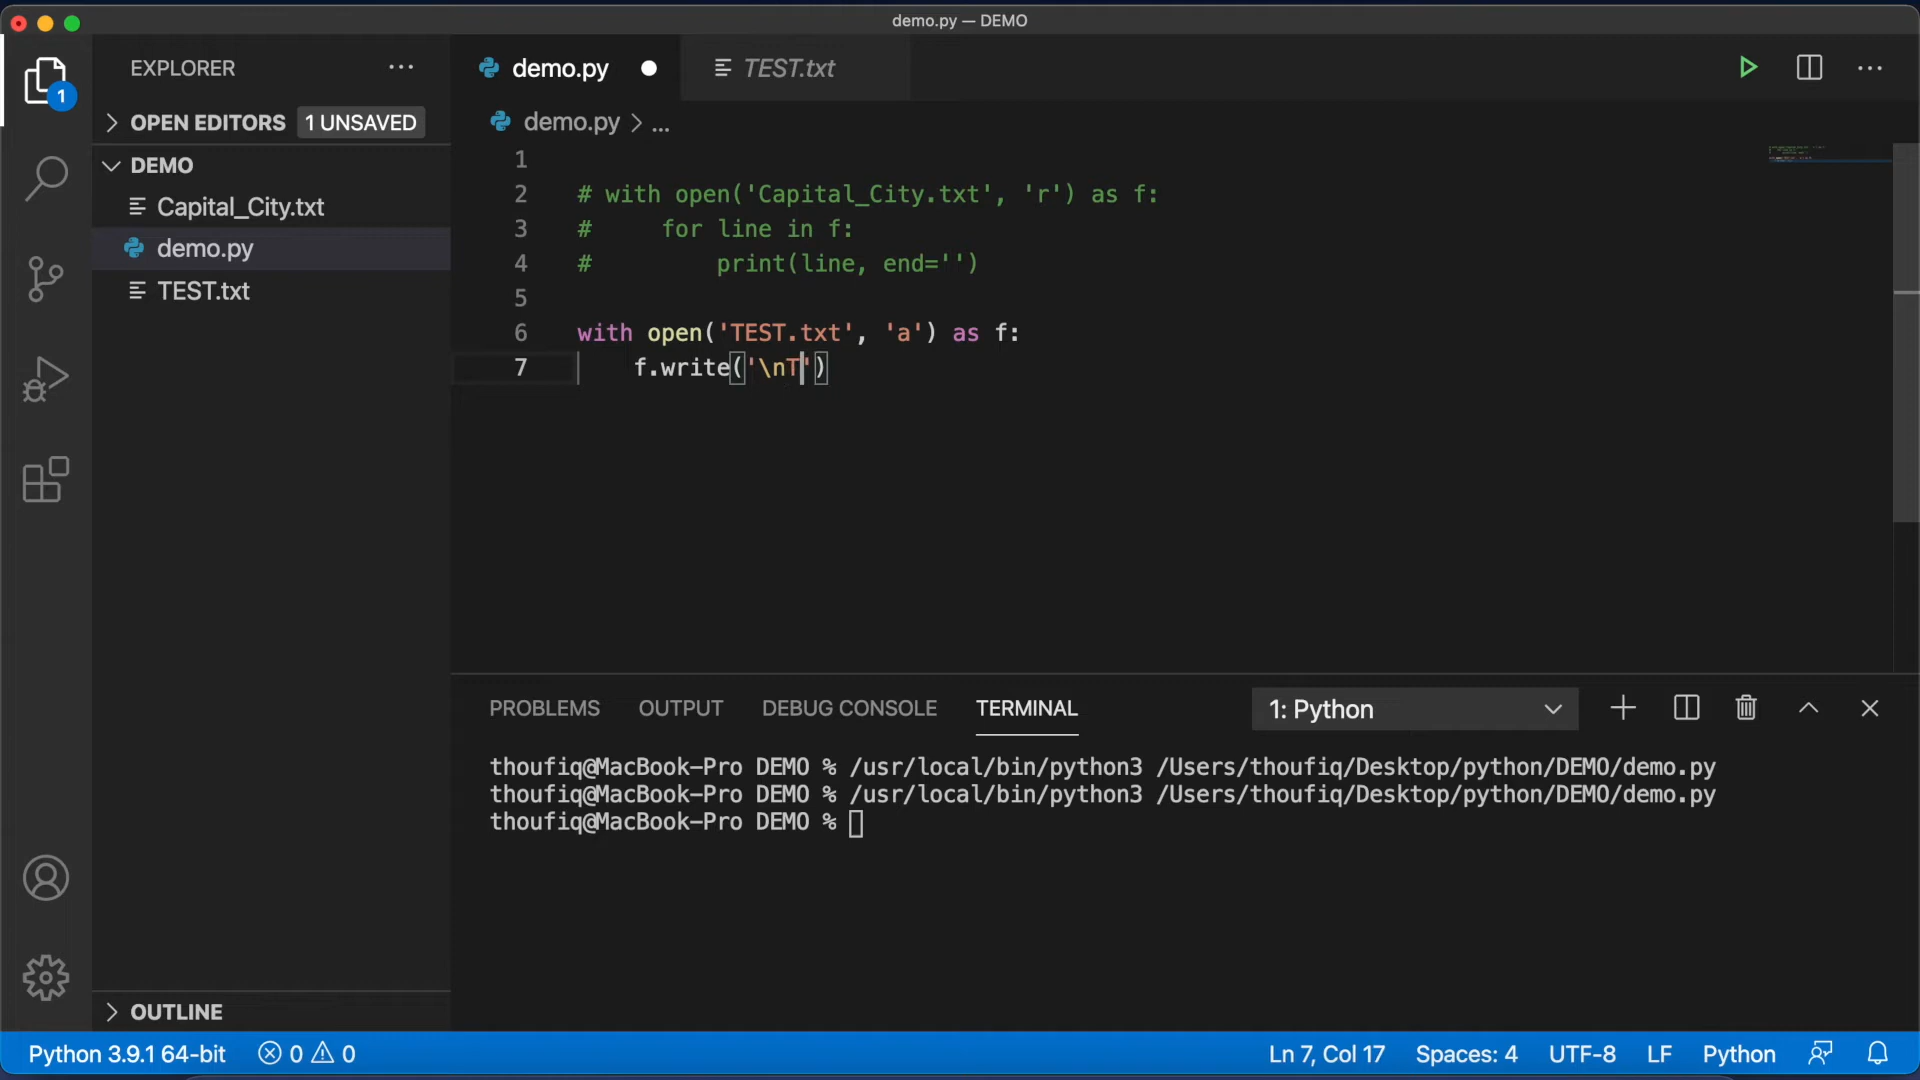 demo.py — DEMO
EXPLORER
demo.py
TEST.txt
1
OPEN EDITORS 1 UNSAVED
demo.py > ...
DEMO
Capital_City.txt
demo.py
TEST.txt
1
2 # with open('Capital_City.txt', 'r') as f:
3 #     for line in f:
4 #         print(line, end='')
5
6 with open('TEST.txt', 'a') as f:
7     f.write('\nT')
PROBLEMS OUTPUT DEBUG CONSOLE TERMINAL 1: Python
thoufiq@MacBook-Pro DEMO % /usr/local/bin/python3 /Users/thoufiq/Desktop/python/DEMO/demo.py
thoufiq@MacBook-Pro DEMO % /usr/local/bin/python3 /Users/thoufiq/Desktop/python/DEMO/demo.py
thoufiq@MacBook-Pro DEMO %
OUTLINE
Python 3.9.1 64-bit 0 0 Ln 7, Col 17 Spaces: 4 UTF-8 LF Python